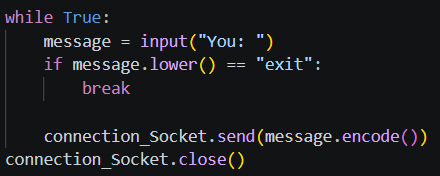 while True:
    message = input("You: ")
    if message.lower() == "exit":
        break
    connection_Socket.send(message.encode())
connection_Socket.close()